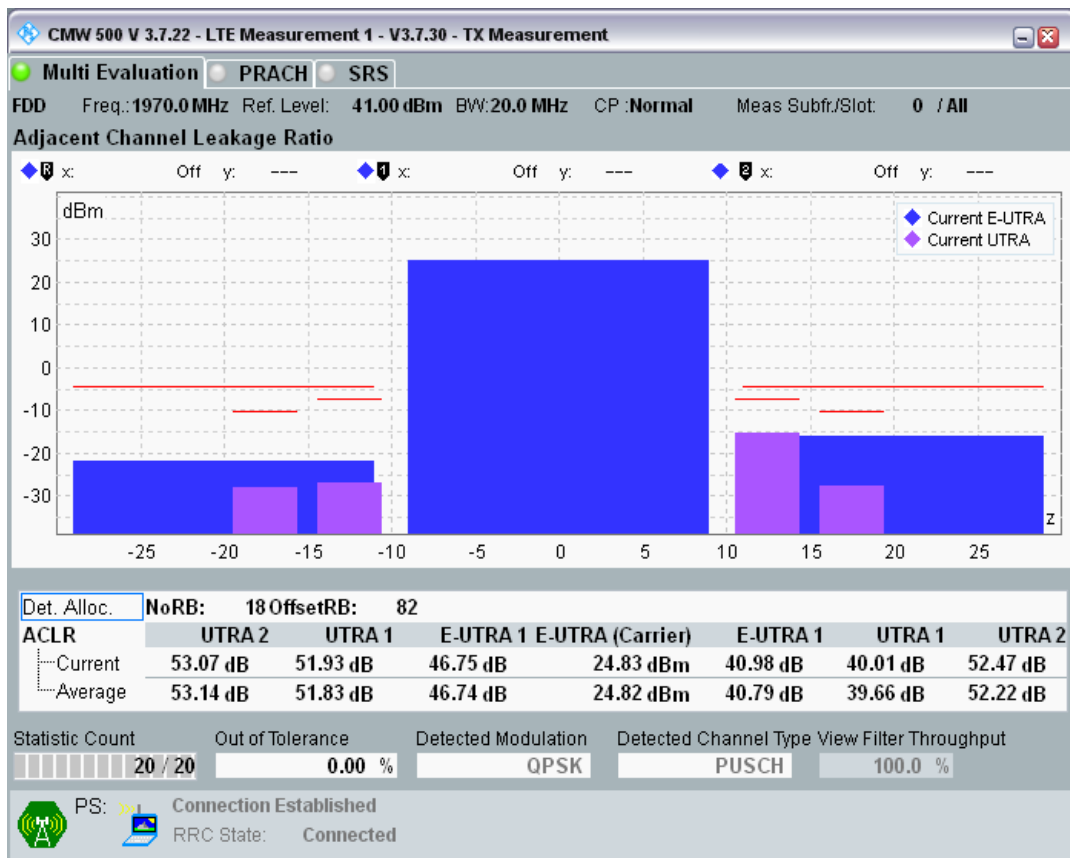 CMW 500 V 3.7.22 - LTE Measurement 1 - V3.7.30 - TX Measurement
Multi Evaluation PRACH SRS
FDD Freq.: 1970.0 MHz Ref. Level: 41.00 dBm BW: 20.0 MHz CP : Normal Meas Subfr./Slot: 0 / All
Adjacent Channel Leakage Ratio
R x: Off y: --- 1 x: Off y: --- 2 x: Off y: ---
dBm
Current E-UTRA
Current UTRA
30
20
10
0
-10
-20
-30
z
-25 -20 -15 -10 -5 0 5 10 15 20 25
Det. Alloc. NoRB: 18 OffsetRB: 82
ACLR UTRA 2 UTRA 1 E-UTRA 1 E-UTRA (Carrier) E-UTRA 1 UTRA 1 UTRA 2
Current 53.07 dB 51.93 dB 46.75 dB 24.83 dBm 40.98 dB 40.01 dB 52.47 dB
Average 53.14 dB 51.83 dB 46.74 dB 24.82 dBm 40.79 dB 39.66 dB 52.22 dB
Statistic Count Out of Tolerance Detected Modulation Detected Channel Type View Filter Throughput
20 / 20 0.00 % QPSK PUSCH 100.0 %
PS: Connection Established
RRC State: Connected